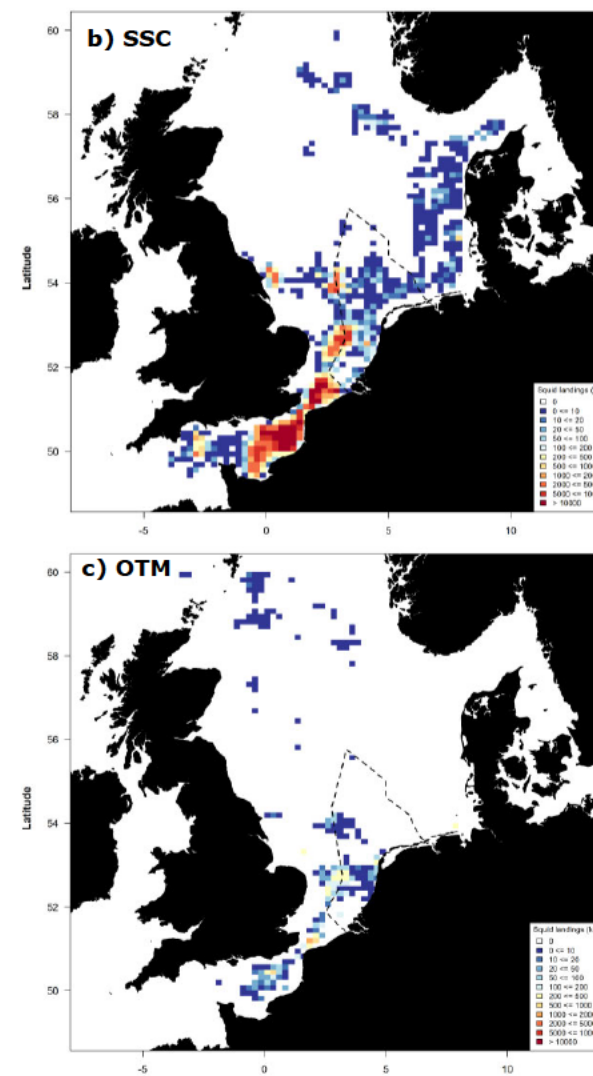 b) SSC
60
58
56
54
52
50
Latitude
Squid landings (
0
0 <= 10
10 <= 20
20 <= 50
50 <= 100
100 <= 200
200 <= 500
500 <= 1000
1000 <= 200
2000 <= 500
5000 <= 100
> 10000
-5
0
5
10
c) OTM
60
58
56
54
52
50
Latitude
Squid landings (k
0
0 <= 10
10 <= 20
20 <= 50
50 <= 100
100 <= 200
200 <= 500
500 <= 1000
1000 <= 2000
2000 <= 5000
5000 <= 1000
> 10000
-5
0
5
10